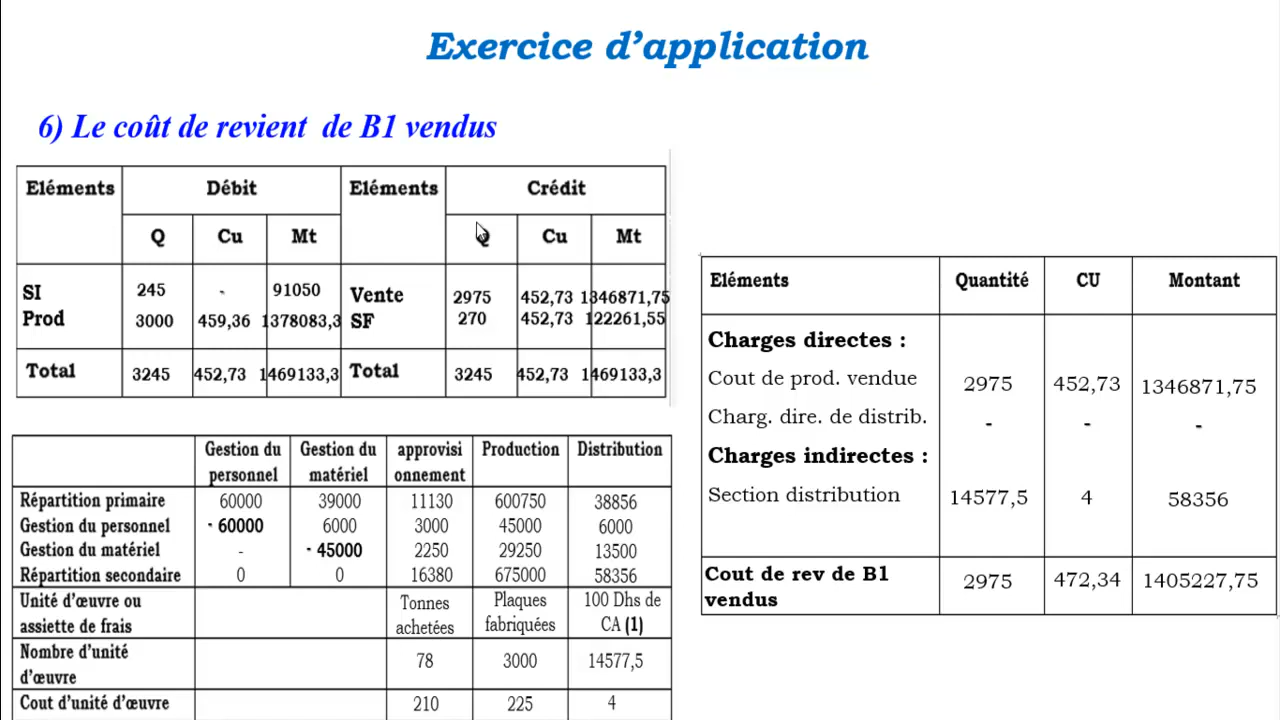 Exercice d’application
6) Le coût de revient de B1 vendus
Eléments Débit Eléments Crédit
Q Cu Mt Q Cu Mt
SI 245 - 91050 Vente 2975 452,73 1346871,75
Prod 3000 459,36 1378083,3 SF 270 452,73 122261,55
Total 3245 452,73 1469133,3 Total 3245 452,73 1469133,3
Gestion du Gestion du approvisi Production Distribution
personnel matériel onnement
Répartition primaire 60000 39000 11130 600750 38856
Gestion du personnel - 60000 6000 3000 45000 6000
Gestion du matériel - - 45000 2250 29250 13500
Répartition secondaire 0 0 16380 675000 58356
Unité d’œuvre ou Tonnes Plaques 100 Dhs de
assiette de frais achetées fabriquées CA (1)
Nombre d’unité 78 3000 14577,5
d’œuvre
Cout d’unité d’œuvre 210 225 4
Eléments Quantité CU Montant
Charges directes :
Cout de prod. vendue 2975 452,73 1346871,75
Charg. dire. de distrib. - - -
Charges indirectes :
Section distribution 14577,5 4 58356
Cout de rev de B1 2975 472,34 1405227,75
vendus